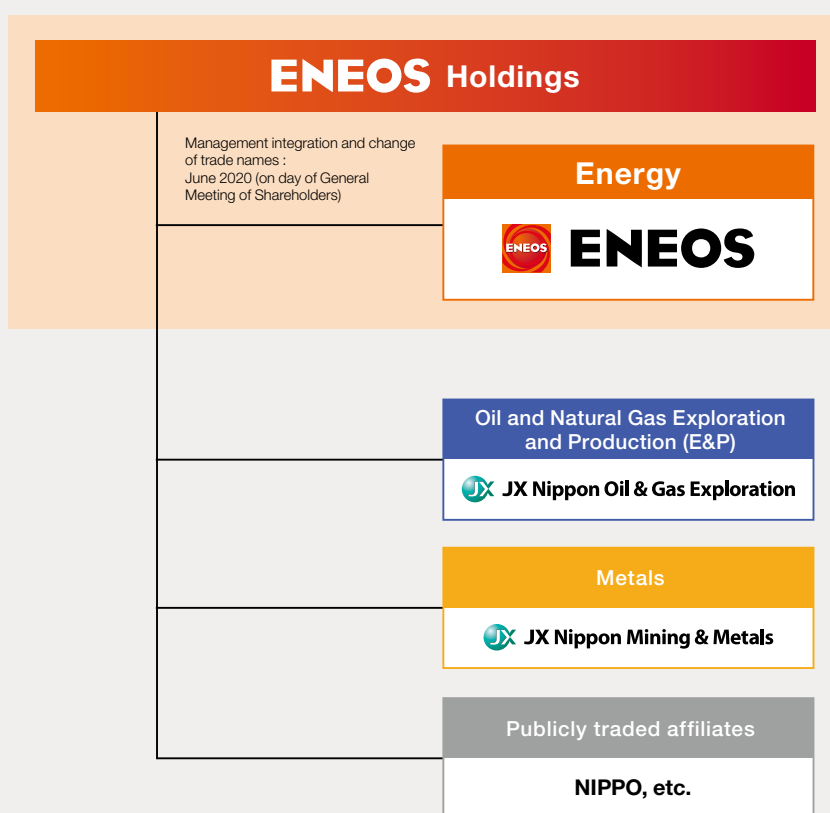 ENEOS Holdings
Management integration and change
of trade names :
June 2020 (on day of General
Meeting of Shareholders)
Energy
ENEOS ENEOS
Oil and Natural Gas Exploration
and Production (E&P)
JX JX Nippon Oil & Gas Exploration
Metals
JX JX Nippon Mining & Metals
Publicly traded affiliates
NIPPO, etc.